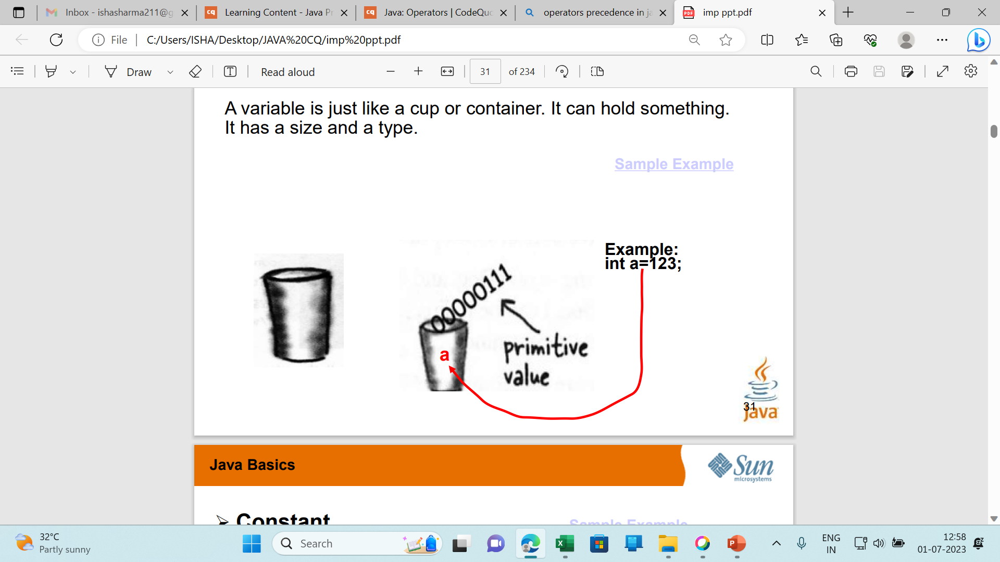 Inbox - ishasharma211@g
Learning Content - Java Pr
Java: Operators | CodeQuo
operators precedence in ja
imp ppt.pdf
File
C:/Users/ISHA/Desktop/JAVA%20CQ/imp%20ppt.pdf
Draw
Read aloud
31
of 234
A variable is just like a cup or container. It can hold something.
It has a size and a type.
Sample Example
Example:
int a=123;
00000111
primitive
value
a
31
Java
Java Basics
Sun
microsystems
Constant
Sample Example
32°C
Partly sunny
Search
ENG
IN
12:58
01-07-2023